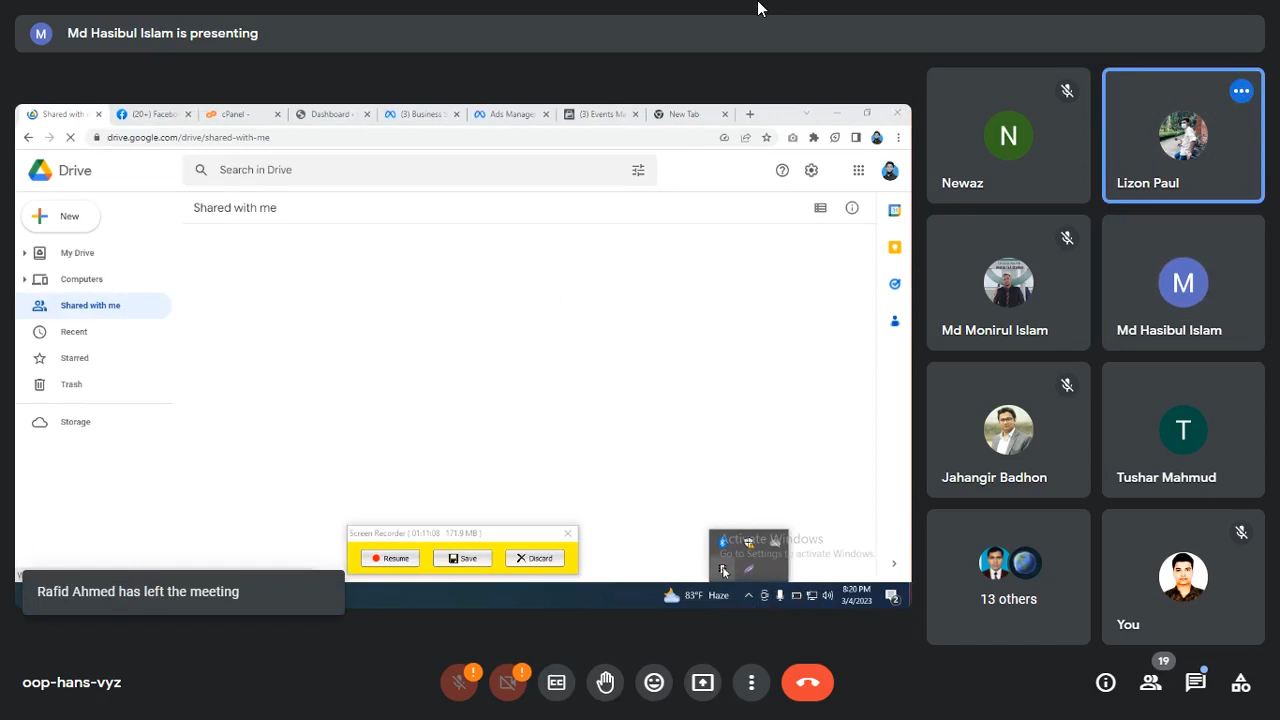 M
Md Hasibul Islam is presenting
Shared with
(20+) Facebo
cPanel -
Dashboard -
(3) Business S
Ads Manage
(3) Events Ma
New Tab
drive.google.com/drive/shared-with-me
Drive
Search in Drive
New
Shared with me
My Drive
Computers
Shared with me
Recent
Starred
Trash
Storage
Screen Recorder ( 01:11:08 171.9 MB )
Resume
Save
Discard
Activate Windows
Go to Settings to activate Windows.
83°F Haze
8:20 PM
3/4/2023
2
Rafid Ahmed has left the meeting
N
Newaz
Lizon Paul
Md Monirul Islam
M
Md Hasibul Islam
Jahangir Badhon
T
Tushar Mahmud
13 others
You
oop-hans-vyz
CC
19